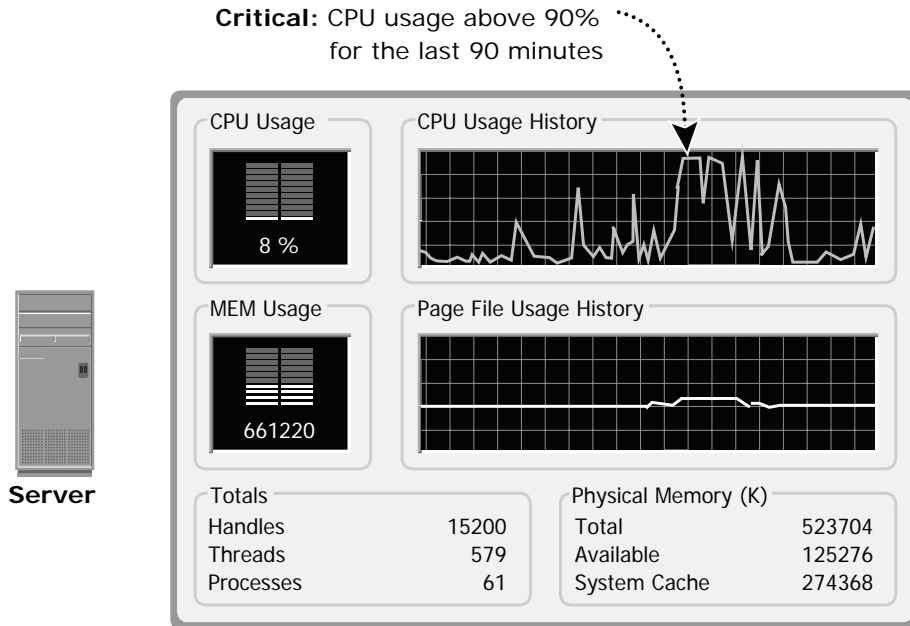 Critical: CPU usage above 90%
for the last 90 minutes
CPU Usage
8 %
CPU Usage History
MEM Usage
661220
Page File Usage History
Server
Totals
Handles 15200
Threads 579
Processes 61
Physical Memory (K)
Total 523704
Available 125276
System Cache 274368